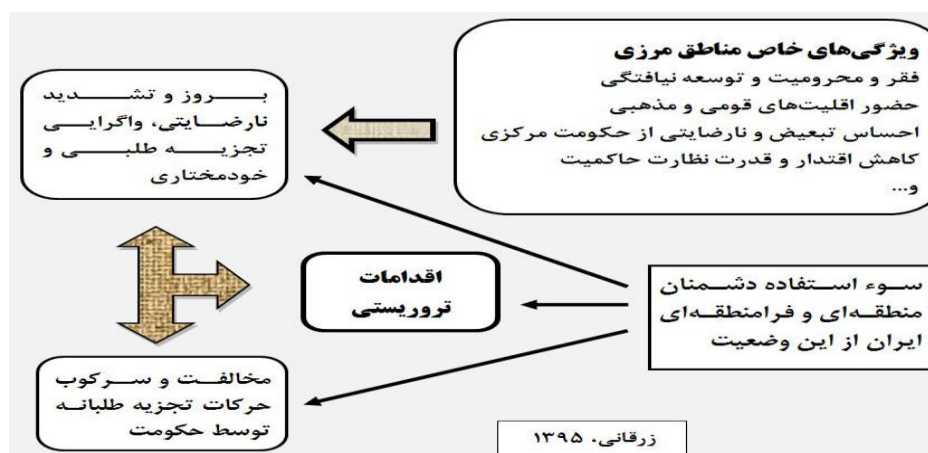 ویژگی‌های خاص مناطق مرزی
فقر و محرومیت و توسعه نیافتگی
حضور اقلیت‌های قومی و مذهبی
احساس تبعیض و نارضایتی از حکومت مرکزی
کاهش اقتدار و قدرت نظارت حاکمیت
و...
بروز و تشدید
نارضایتی، واگرایی
تجزیه طلبی و
خودمختاری
اقدامات
تروریستی
سوء استفاده دشمنان
منطقه‌ای و فرامنطقه‌ای
ایران از این وضعیت
مخالفت و سرکوب
حرکات تجزیه طلبانه
توسط حکومت
زرقانی، ۱۳۹۵